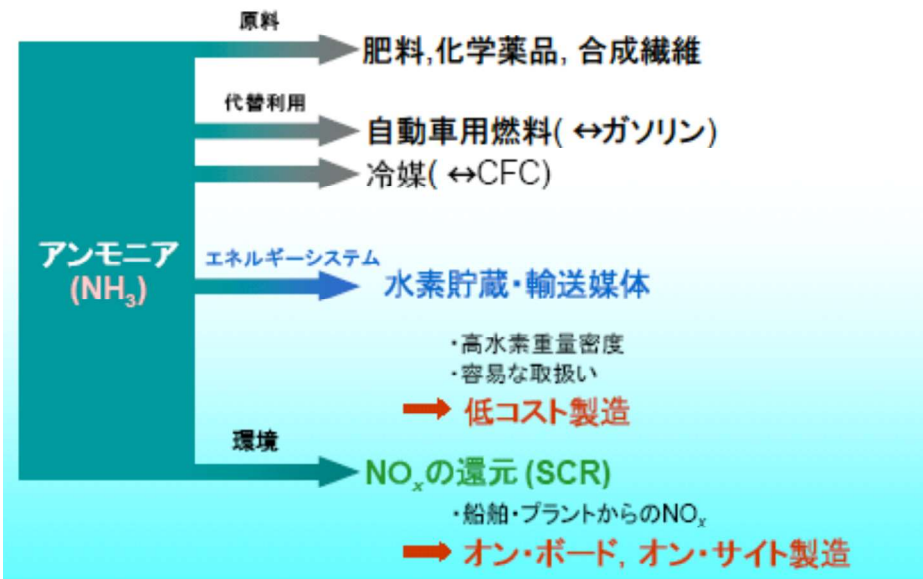 原料
肥料,化学薬品, 合成繊維
代替利用
自動車用燃料( ↔ガソリン)
冷媒( ↔CFC)
アンモニア
(NH₃)
エネルギーシステム
水素貯蔵・輸送媒体
・高水素重量密度
・容易な取扱い
低コスト製造
環境
NOₓの還元 (SCR)
・船舶・プラントからのNOₓ
オン・ボード, オン・サイト製造